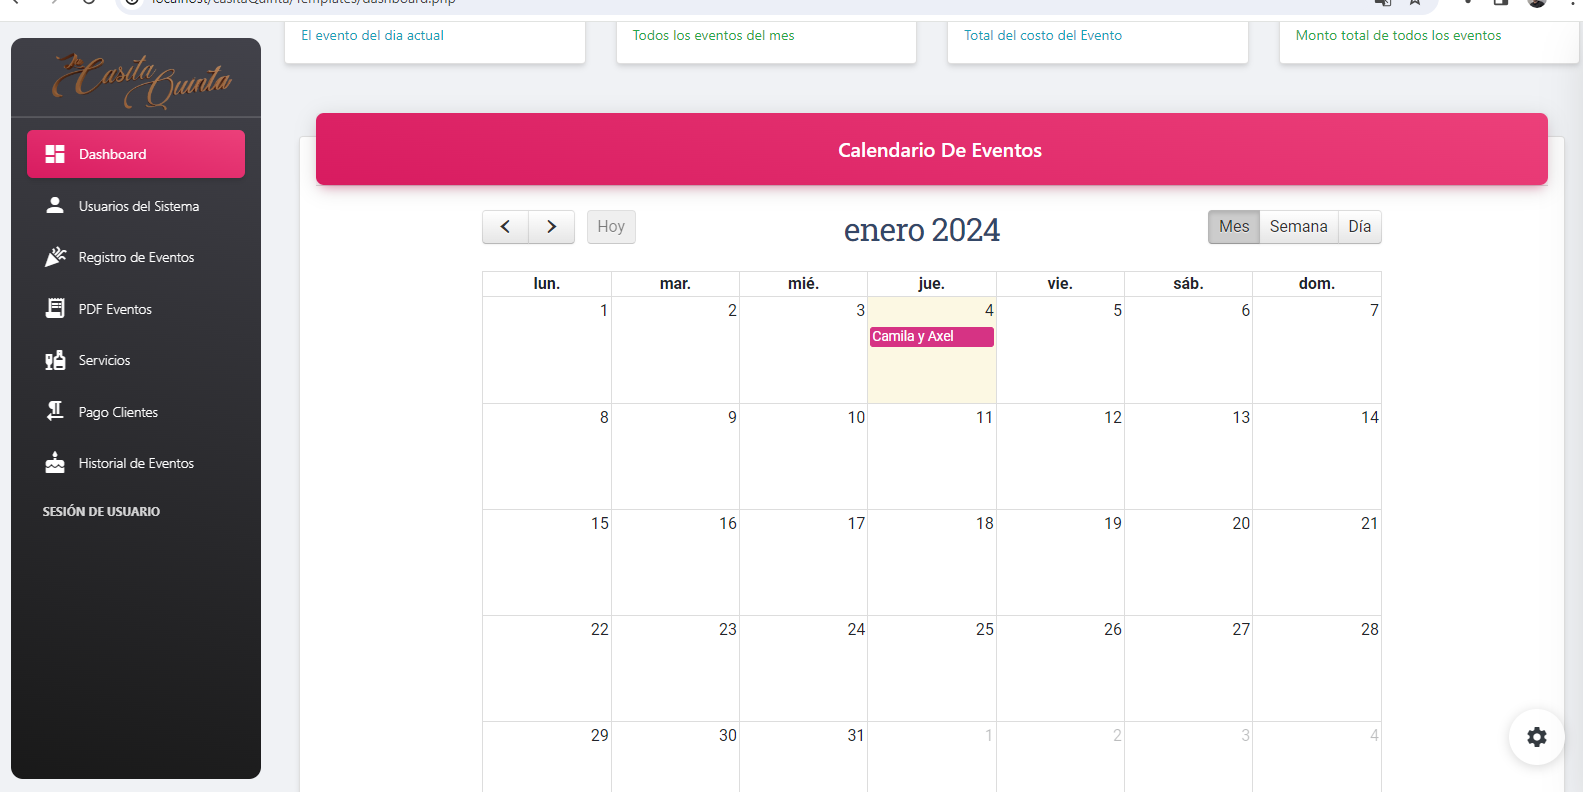 localhost/casitaQuinta/Templates/dashboard.php
El evento del dia actual
Todos los eventos del mes
Total del costo del Evento
Monto total de todos los eventos
Casita Quinta
Dashboard
Usuarios del Sistema
Registro de Eventos
PDF Eventos
Servicios
Pago Clientes
Historial de Eventos
SESIÓN DE USUARIO
Calendario De Eventos
Hoy
enero 2024
Mes Semana Día
lun. mar. mié. jue. vie. sáb. dom.
1 2 3 4 5 6 7
Camila y Axel
8 9 10 11 12 13 14
15 16 17 18 19 20 21
22 23 24 25 26 27 28
29 30 31 1 2 3 4